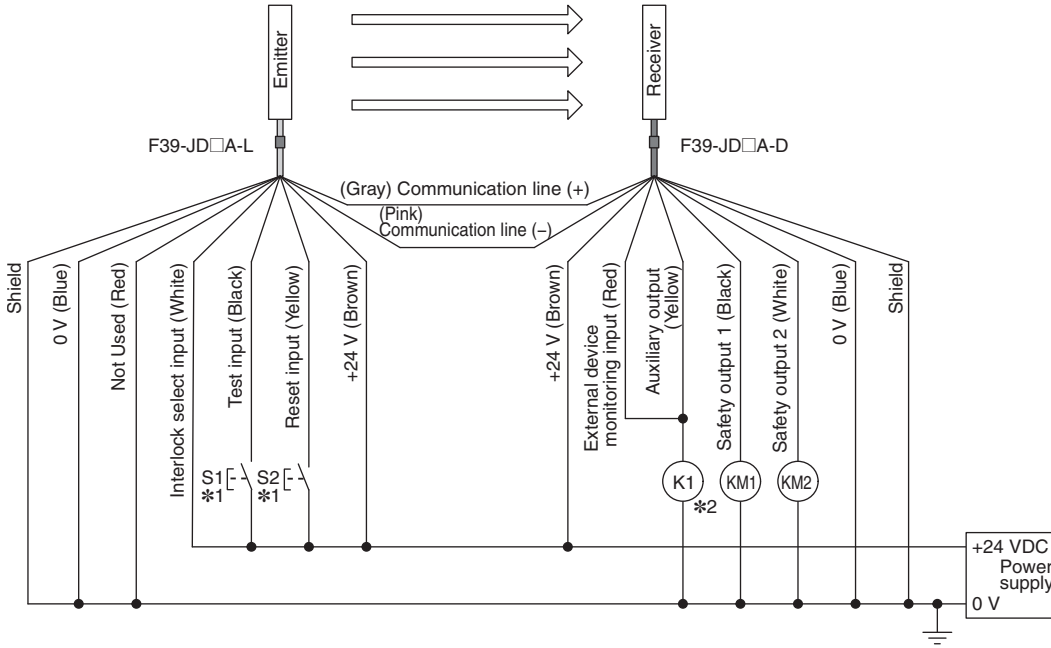 Emitter
Receiver
F39-JD□A-L
F39-JD□A-D
(Gray) Communication line (+)
(Pink)
Communication line (–)
Shield
0 V (Blue)
Not Used (Red)
Interlock select input (White)
Test input (Black)
Reset input (Yellow)
+24 V (Brown)
+24 V (Brown)
External device
monitoring input (Red)
Auxiliary output
(Yellow)
Safety output 1 (Black)
Safety output 2 (White)
0 V (Blue)
Shield
S1
✻1
S2
✻1
K1
✻2
KM1
KM2
+24 VDC
Power
supply
0 V